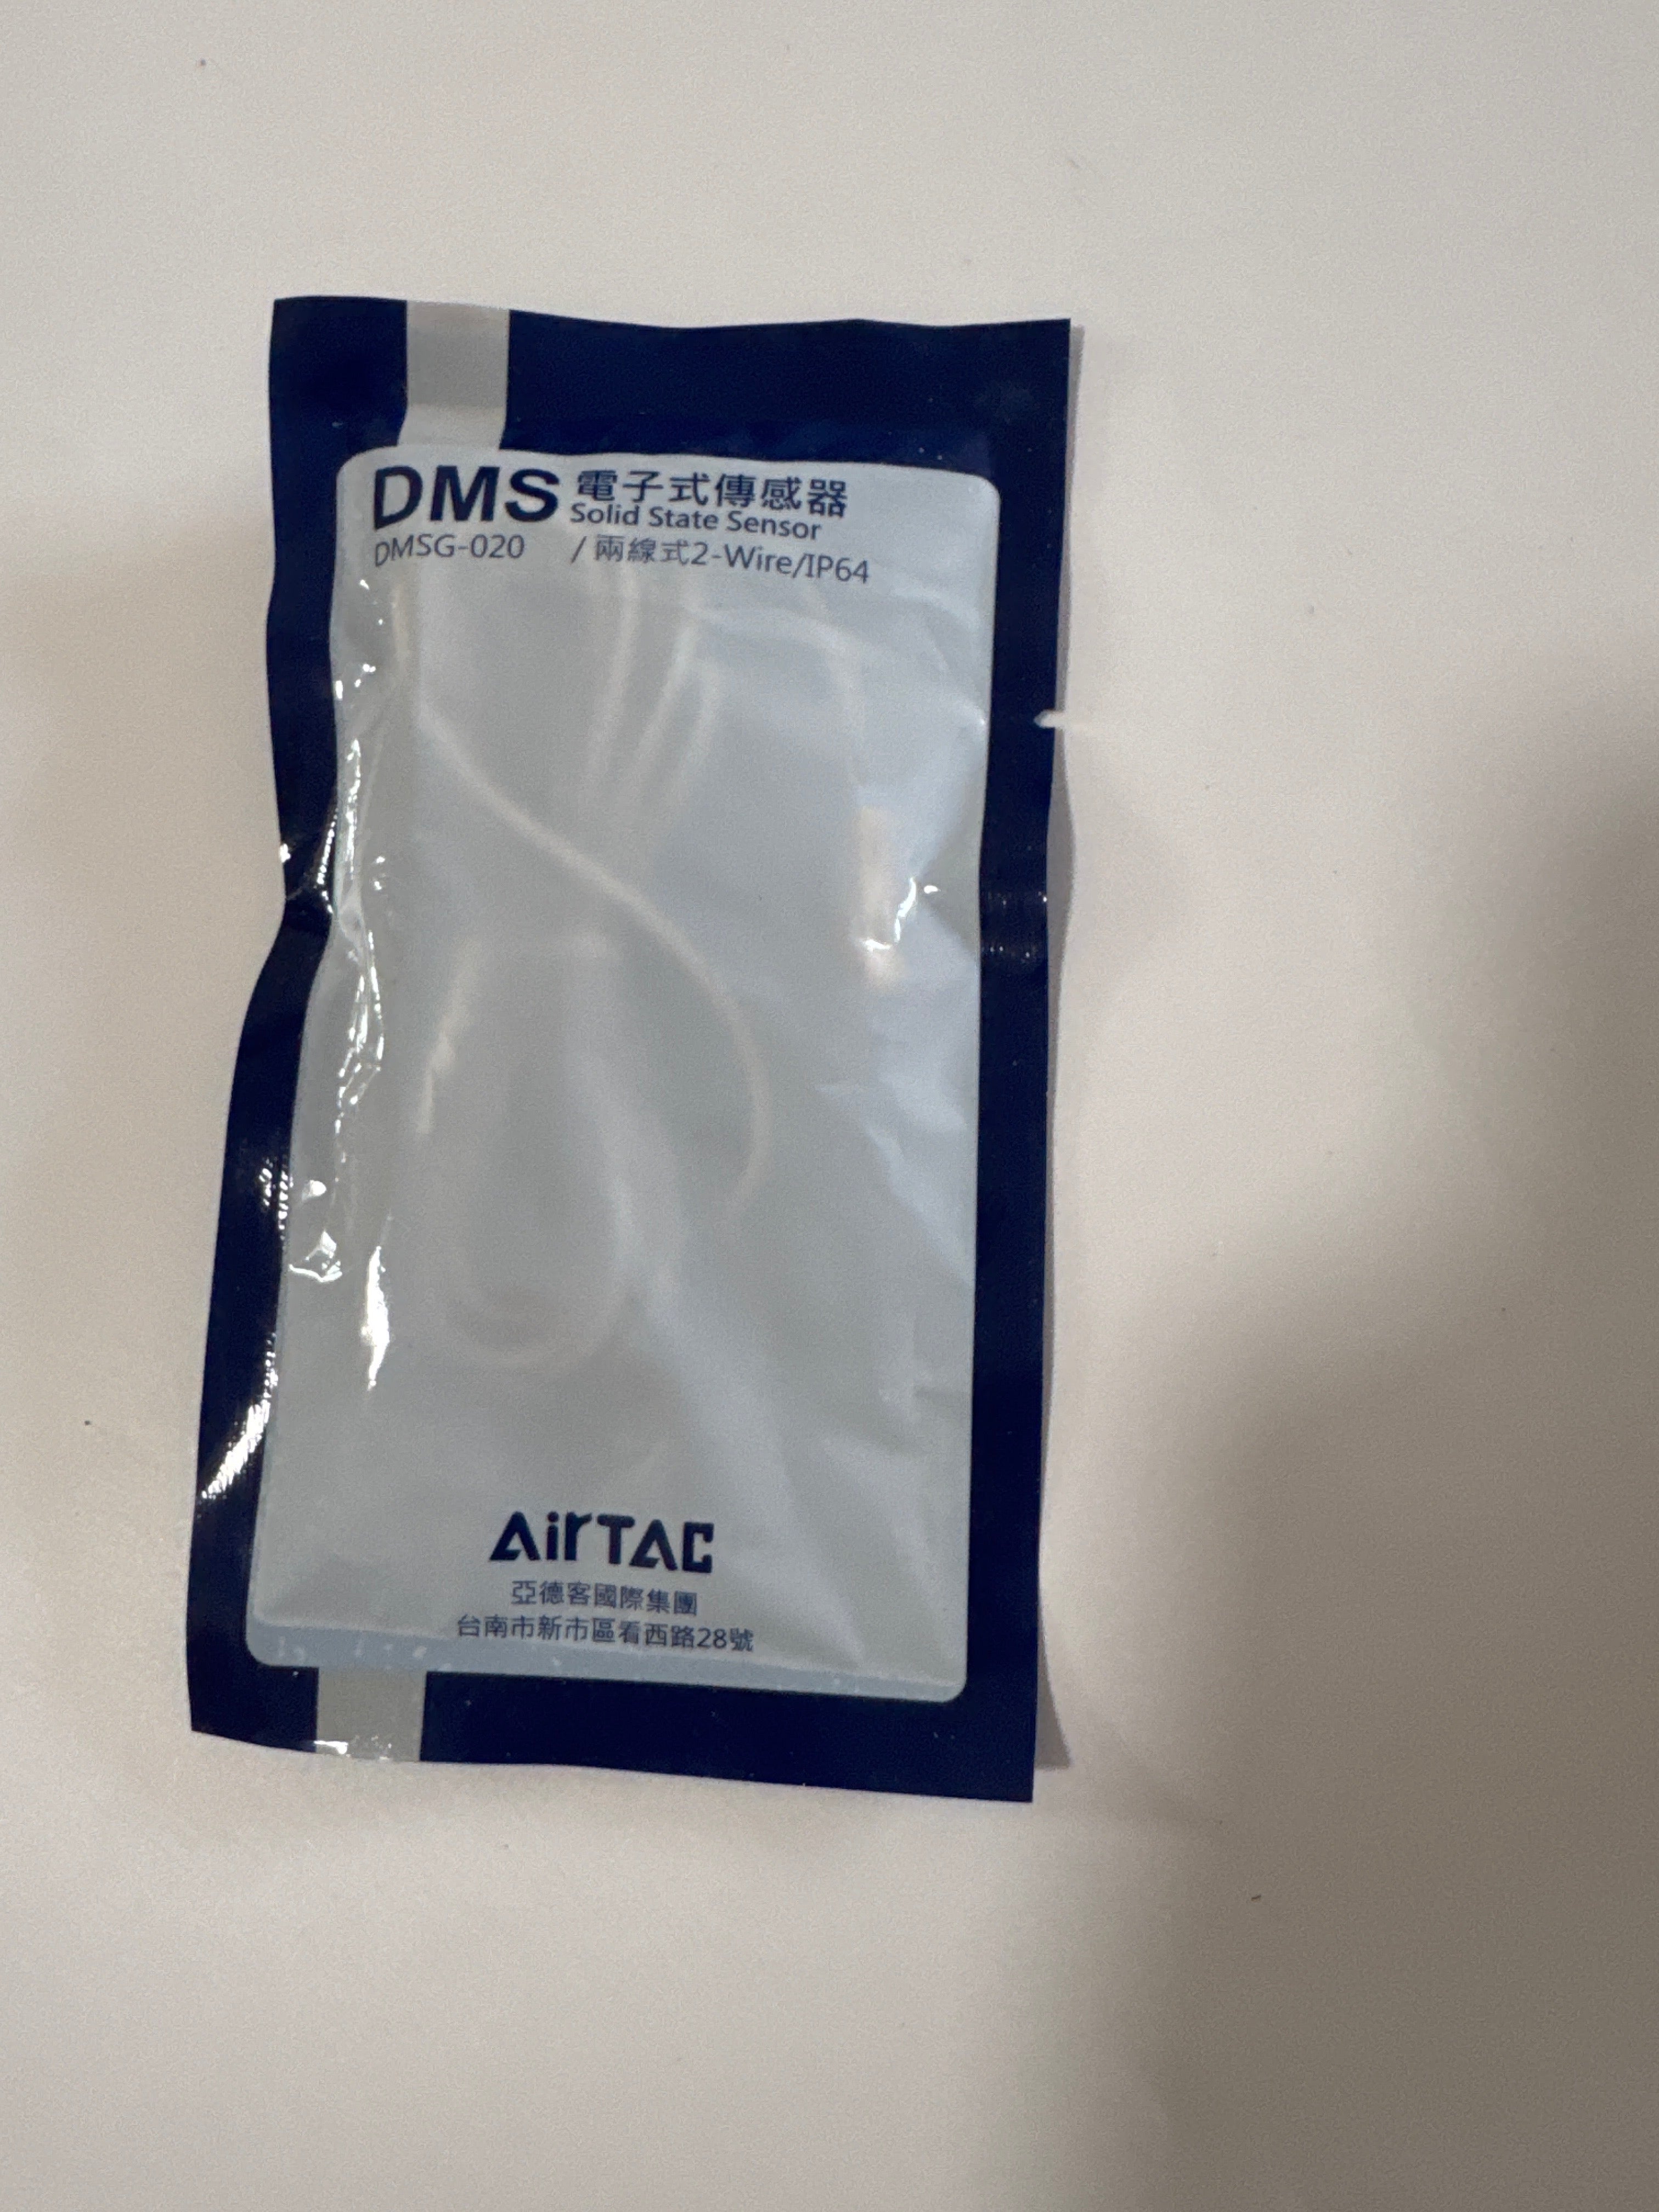 DMS 電子式傳感器
Solid State Sensor
DMSG-020 / 兩線式2-Wire/IP64
AirTAC
亞德客國際集團
台南市新市區看西路28號